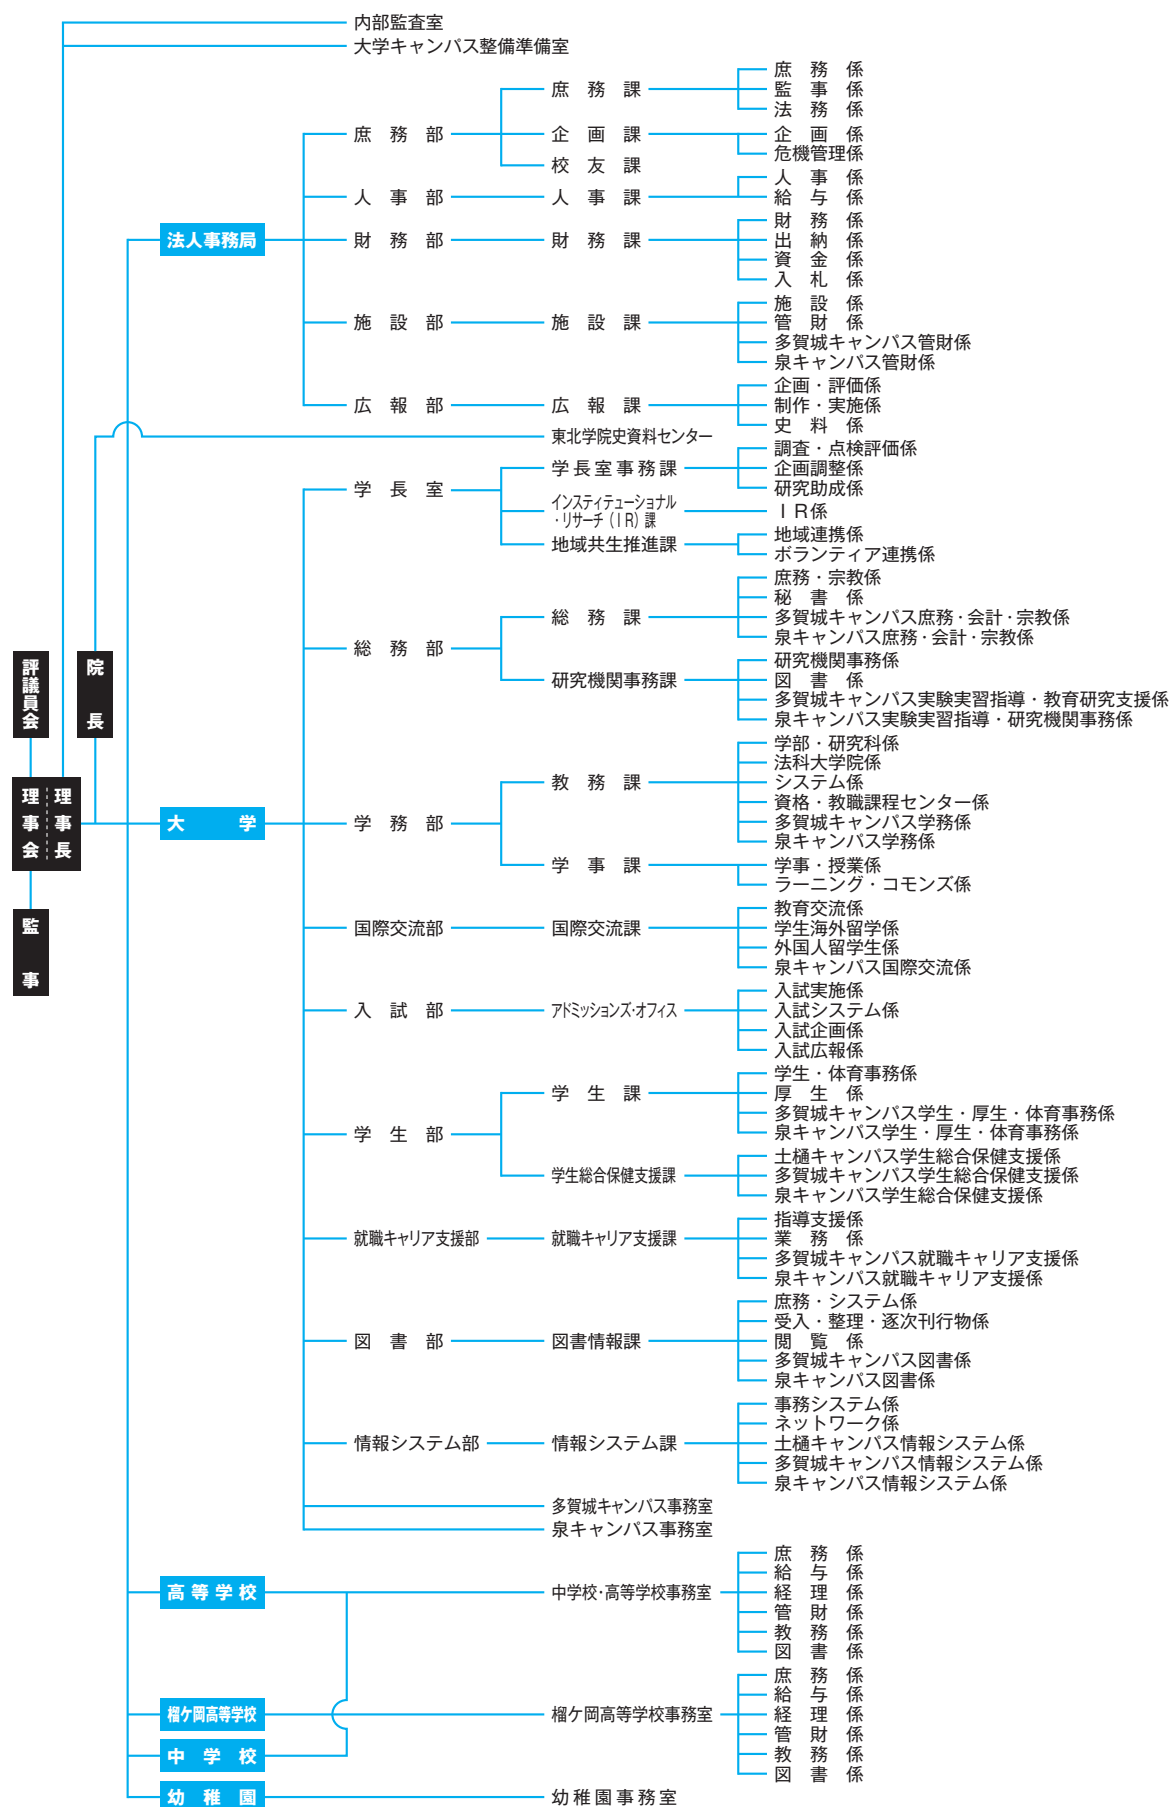 内部監査室
大学キャンパス整備準備室
庶務係
監事係
法務係
庶務課
企画係
危機管理係
庶務部
企画課
校友課
人事係
給与係
人事部
人事課
財務係
出納係
資金係
入札係
法人事務局
財務部
財務課
施設係
管財係
多賀城キャンパス管財係
泉キャンパス管財係
施設部
施設課
企画・評価係
制作・実施係
史料係
広報部
広報課
東北学院史資料センター
調査・点検評価係
企画調整係
研究助成係
学長室事務課
学長室
インスティテューショナル
・リサーチ（IR）課
IR係
地域共生推進課
地域連携係
ボランティア連携係
庶務・宗教係
秘書係
多賀城キャンパス庶務・会計・宗教係
泉キャンパス庶務・会計・宗教係
総務課
総務部
研究機関事務課
研究機関事務係
図書係
多賀城キャンパス実験実習指導・教育研究支援係
泉キャンパス実験実習指導・研究機関事務係
評議員会
院長
理事会
理事長
監事
学部・研究科係
法科大学院係
システム係
資格・教職課程センター係
多賀城キャンパス学務係
泉キャンパス学務係
教務課
大学
学務部
学事課
学事・授業係
ラーニング・コモンズ係
教育交流係
学生海外留学係
外国人留学生係
泉キャンパス国際交流係
国際交流部
国際交流課
入試実施係
入試システム係
入試企画係
入試広報係
入試部
アドミッションズ・オフィス
学生・体育事務係
厚生係
多賀城キャンパス学生・厚生・体育事務係
泉キャンパス学生・厚生・体育事務係
学生課
学生部
学生総合保健支援課
土樋キャンパス学生総合保健支援係
多賀城キャンパス学生総合保健支援係
泉キャンパス学生総合保健支援係
就職キャリア支援部
就職キャリア支援課
指導支援係
業務係
多賀城キャンパス就職キャリア支援係
泉キャンパス就職キャリア支援係
図書部
図書情報課
庶務・システム係
受入・整理・逐次刊行物係
閲覧係
多賀城キャンパス図書係
泉キャンパス図書係
情報システム部
情報システム課
事務システム係
ネットワーク係
土樋キャンパス情報システム係
多賀城キャンパス情報システム係
泉キャンパス情報システム係
多賀城キャンパス事務室
泉キャンパス事務室
高等学校
中学校・高等学校事務室
庶務係
給与係
経理係
管財係
教務係
図書係
榴ケ岡高等学校
榴ケ岡高等学校事務室
庶務係
給与係
経理係
管財係
教務係
図書係
中学校
幼稚園
幼稚園事務室